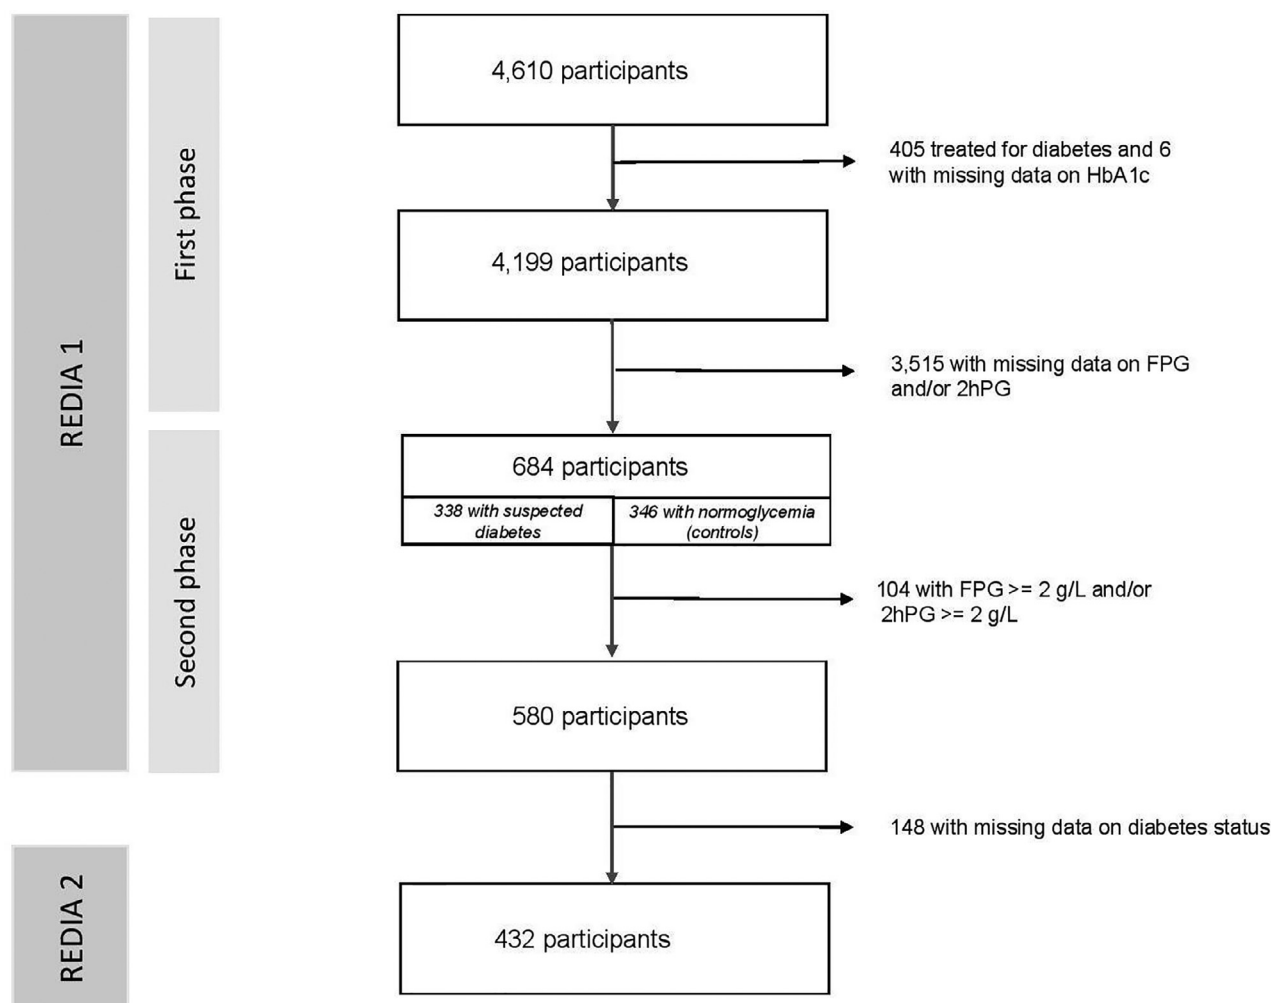 REDIA 1
First phase
4,610 participants
405 treated for diabetes and 6
with missing data on HbA1c
4,199 participants
3,515 with missing data on FPG
and/or 2hPG
Second phase
684 participants
338 with suspected
diabetes
346 with normoglycemia
(controls)
104 with FPG >= 2 g/L and/or
2hPG >= 2 g/L
580 participants
148 with missing data on diabetes status
REDIA 2
432 participants